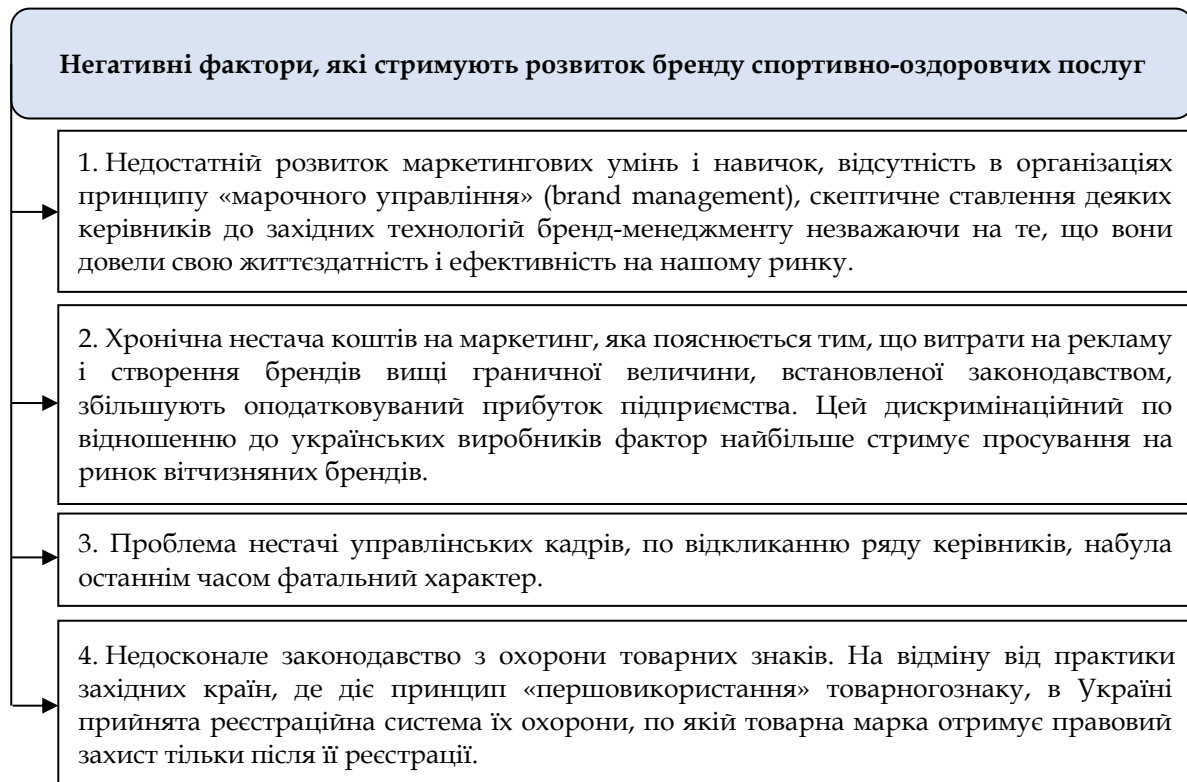 Негативні фактори, які стримують розвиток бренду спортивно-оздоровчих послуг
1. Недостатній розвиток маркетингових умінь і навичок, відсутність в організаціях
принципу «марочного управління» (brand management), скептичне ставлення деяких
керівників до західних технологій бренд-менеджменту незважаючи на те, що вони
довели свою життєздатність і ефективність на нашому ринку.
2. Хронічна нестача коштів на маркетинг, яка пояснюється тим, що витрати на рекламу
і створення брендів вищі граничної величини, встановленої законодавством,
збільшують оподатковуваний прибуток підприємства. Цей дискримінаційний по
відношенню до українських виробників фактор найбільше стримує просування на
ринок вітчизняних брендів.
3. Проблема нестачі управлінських кадрів, по відкликанню ряду керівників, набула
останнім часом фатальний характер.
4. Недосконале законодавство з охорони товарних знаків. На відміну від практики
західних країн, де діє принцип «першовикористання» товарногознаку, в Україні
прийнята реєстраційна система їх охорони, по якій товарна марка отримує правовий
захист тільки після її реєстрації.